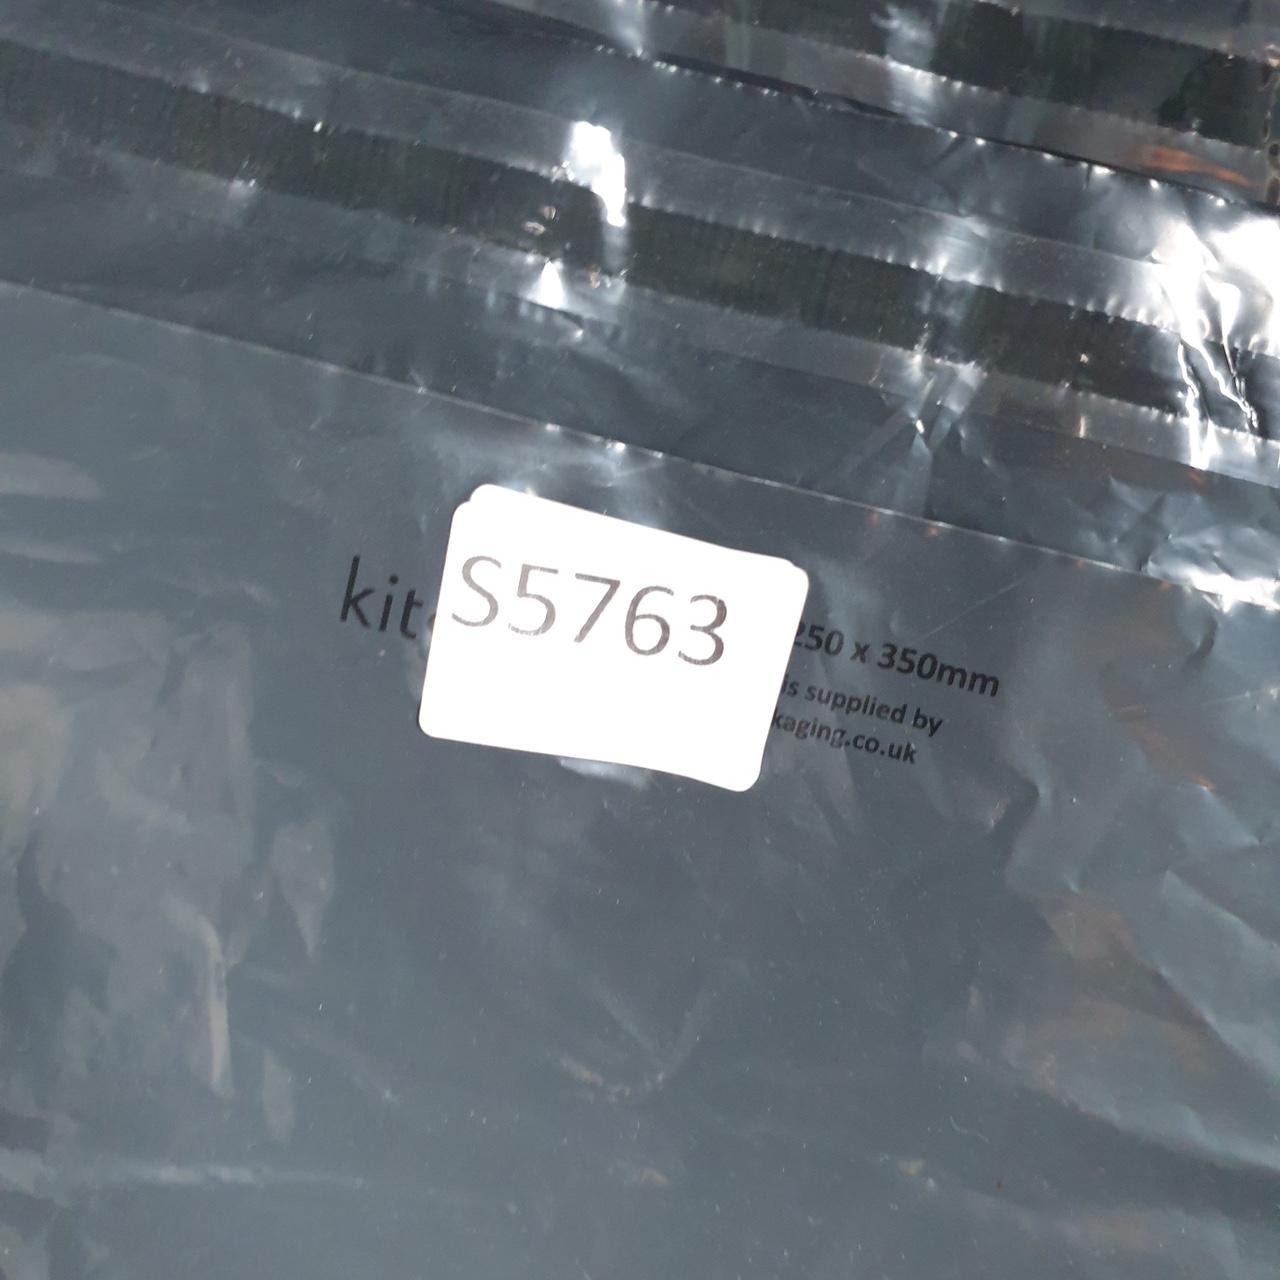 S5763
kit
250 x 350mm
is supplied by
kaging.co.uk